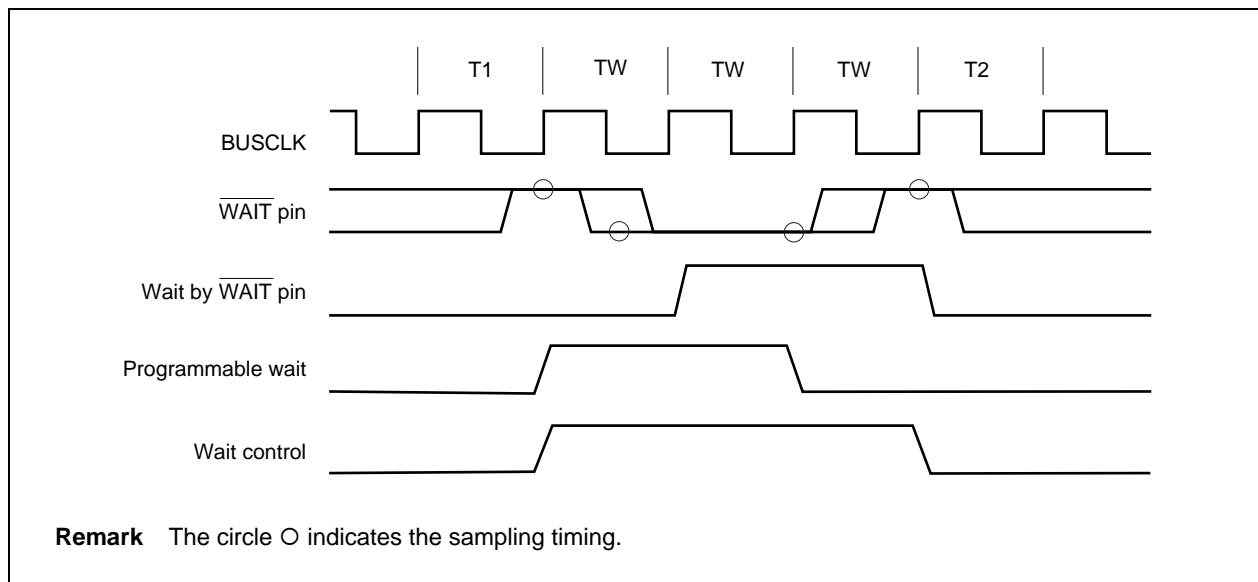 T1 TW TW TW T2
BUSCLK
WAIT pin
Wait by WAIT pin
Programmable wait
Wait control
Remark The circle O indicates the sampling timing.